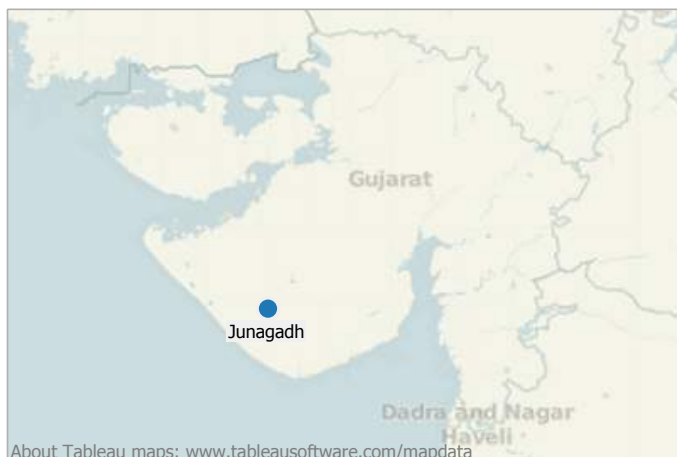 Gujarat
Junagadh
Dadra and Nagar
Haveli
About Tableau maps: www.tableausoftware.com/mapdata